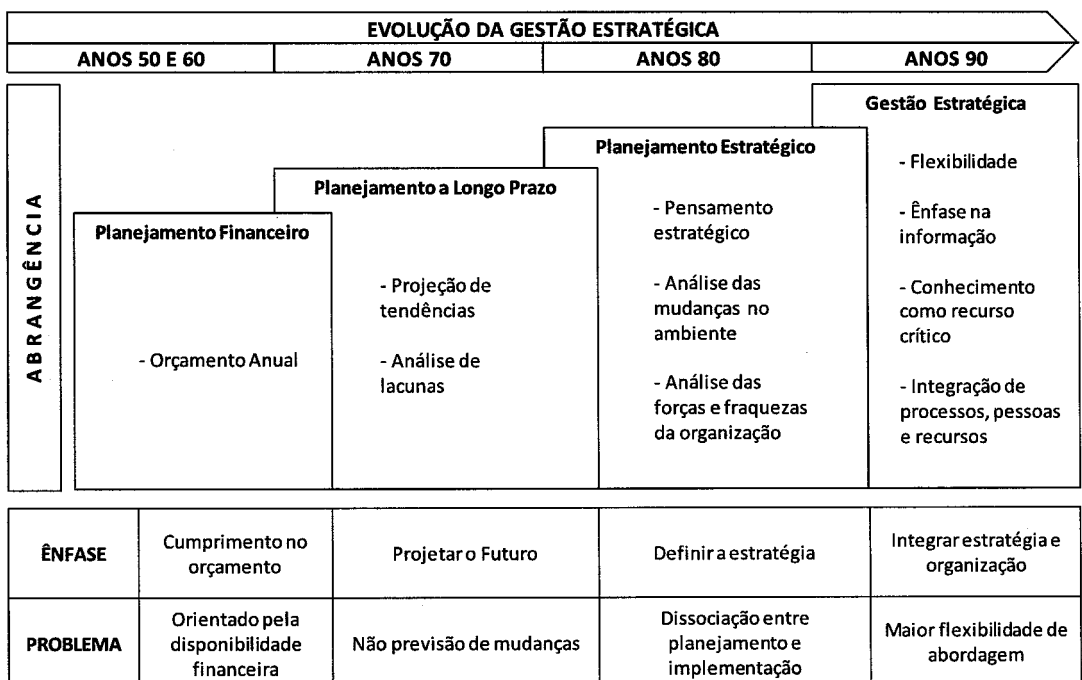 EVOLUÇÃO DA GESTÃO ESTRATÉGICA
ANOS 50 E 60
ANOS 70
ANOS 80
ANOS 90
ABRANGÊNCIA
Planejamento Financeiro
- Orçamento Anual
Planejamento a Longo Prazo
- Projeção de
tendências
- Análise de
lacunas
Planejamento Estratégico
- Pensamento
estratégico
- Análise das
mudanças no
ambiente
- Análise das
forças e fraquezas
da organização
Gestão Estratégica
- Flexibilidade
- Ênfase na
informação
- Conhecimento
como recurso
crítico
- Integração de
processos, pessoas
e recursos
ÊNFASE
Cumprimento no
orçamento
Projetar o Futuro
Definir a estratégia
Integrar estratégia e
organização
PROBLEMA
Orientado pela
disponibilidade
financeira
Não previsão de mudanças
Dissociação entre
planejamento e
implementação
Maior flexibilidade de
abordagem